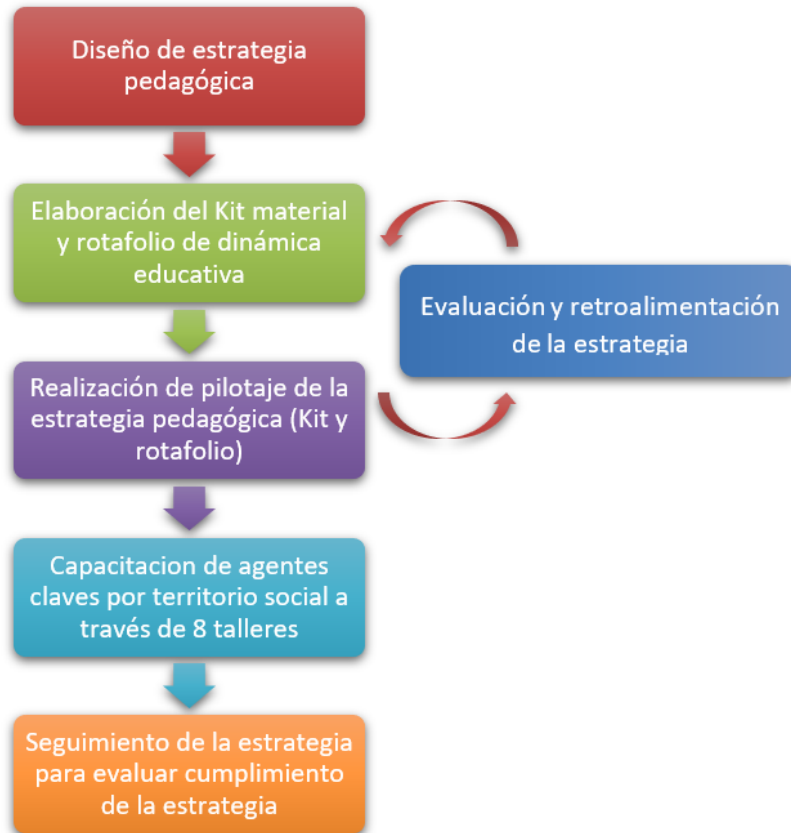 Diseño de estrategia
pedagógica
Elaboración del Kit material
y rotafolio de dinámica
educativa
Evaluación y retroalimentación
de la estrategia
Realización de pilotaje de la
estrategia pedagógica (Kit y
rotafolio)
Capacitacion de agentes
claves por territorio social a
través de 8 talleres
Seguimiento de la estrategia
para evaluar cumplimiento
de la estrategia